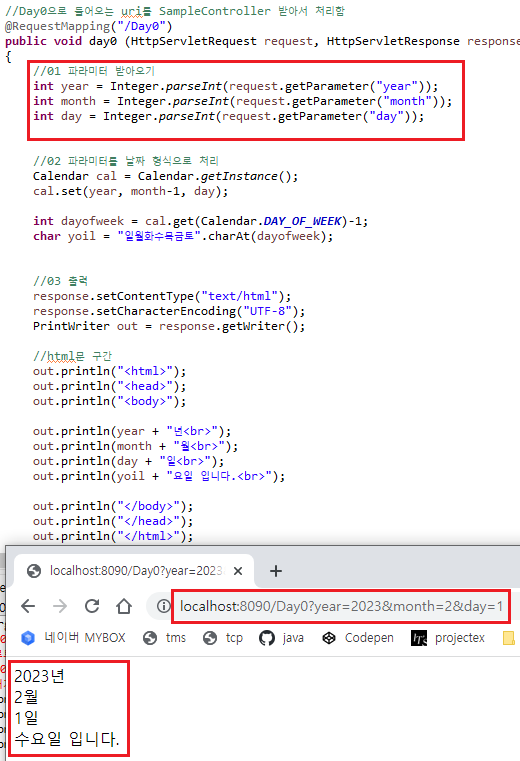 //Day0으로 들어오는 uri를 SampleController 받아서 처리함
@RequestMapping("/Day0")
public void day0 (HttpServletRequest request, HttpServletResponse response
{
//01 파라미터 받아오기
int year = Integer.parseInt(request.getParameter("year"));
int month = Integer.parseInt(request.getParameter("month"));
int day = Integer.parseInt(request.getParameter("day"));
//02 파라미터를 날짜 형식으로 처리
Calendar cal = Calendar.getInstance();
cal.set(year, month-1, day);
int dayofweek = cal.get(Calendar.DAY_OF_WEEK)-1;
char yoil = "일월화수목금토".charAt(dayofweek);
//03 출력
response.setContentType("text/html");
response.setCharacterEncoding("UTF-8");
PrintWriter out = response.getWriter();
//html문 구간
out.println("<html>");
out.println("<head>");
out.println("<body>");
out.println(year + "년<br>");
out.println(month + "월<br>");
out.println(day + "일<br>");
out.println(yoil + "요일 입니다.<br>");
out.println("</body>");
out.println("</head>");
out.println("</html>");
localhost:8090/Day0?year=2023
localhost:8090/Day0?year=2023&month=2&day=1
네이버 MYBOX tms tcp java Codepen projectex
2023년
2월
1일
수요일 입니다.